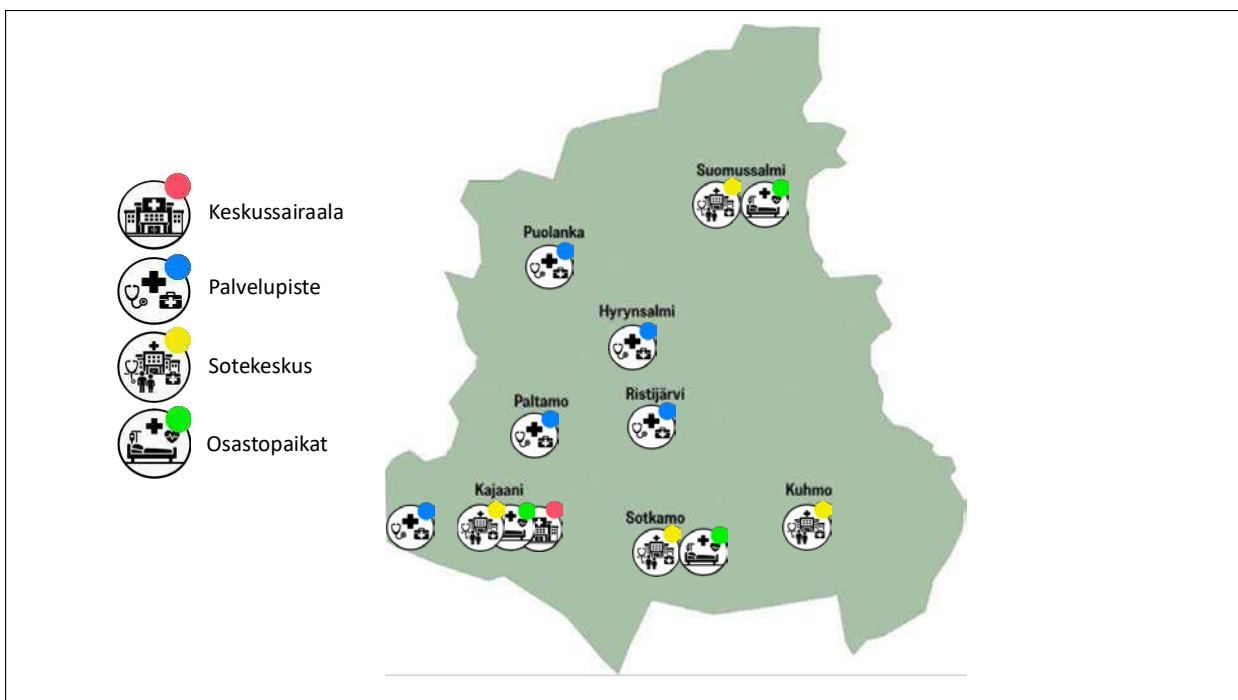 Keskussairaala
Palvelupiste
Sotekeskus
Osastopaikat
Suomussalmi
Puolanka
Hyrynsalmi
Paltamo
Ristijärvi
Kajaani
Sotkamo
Kuhmo